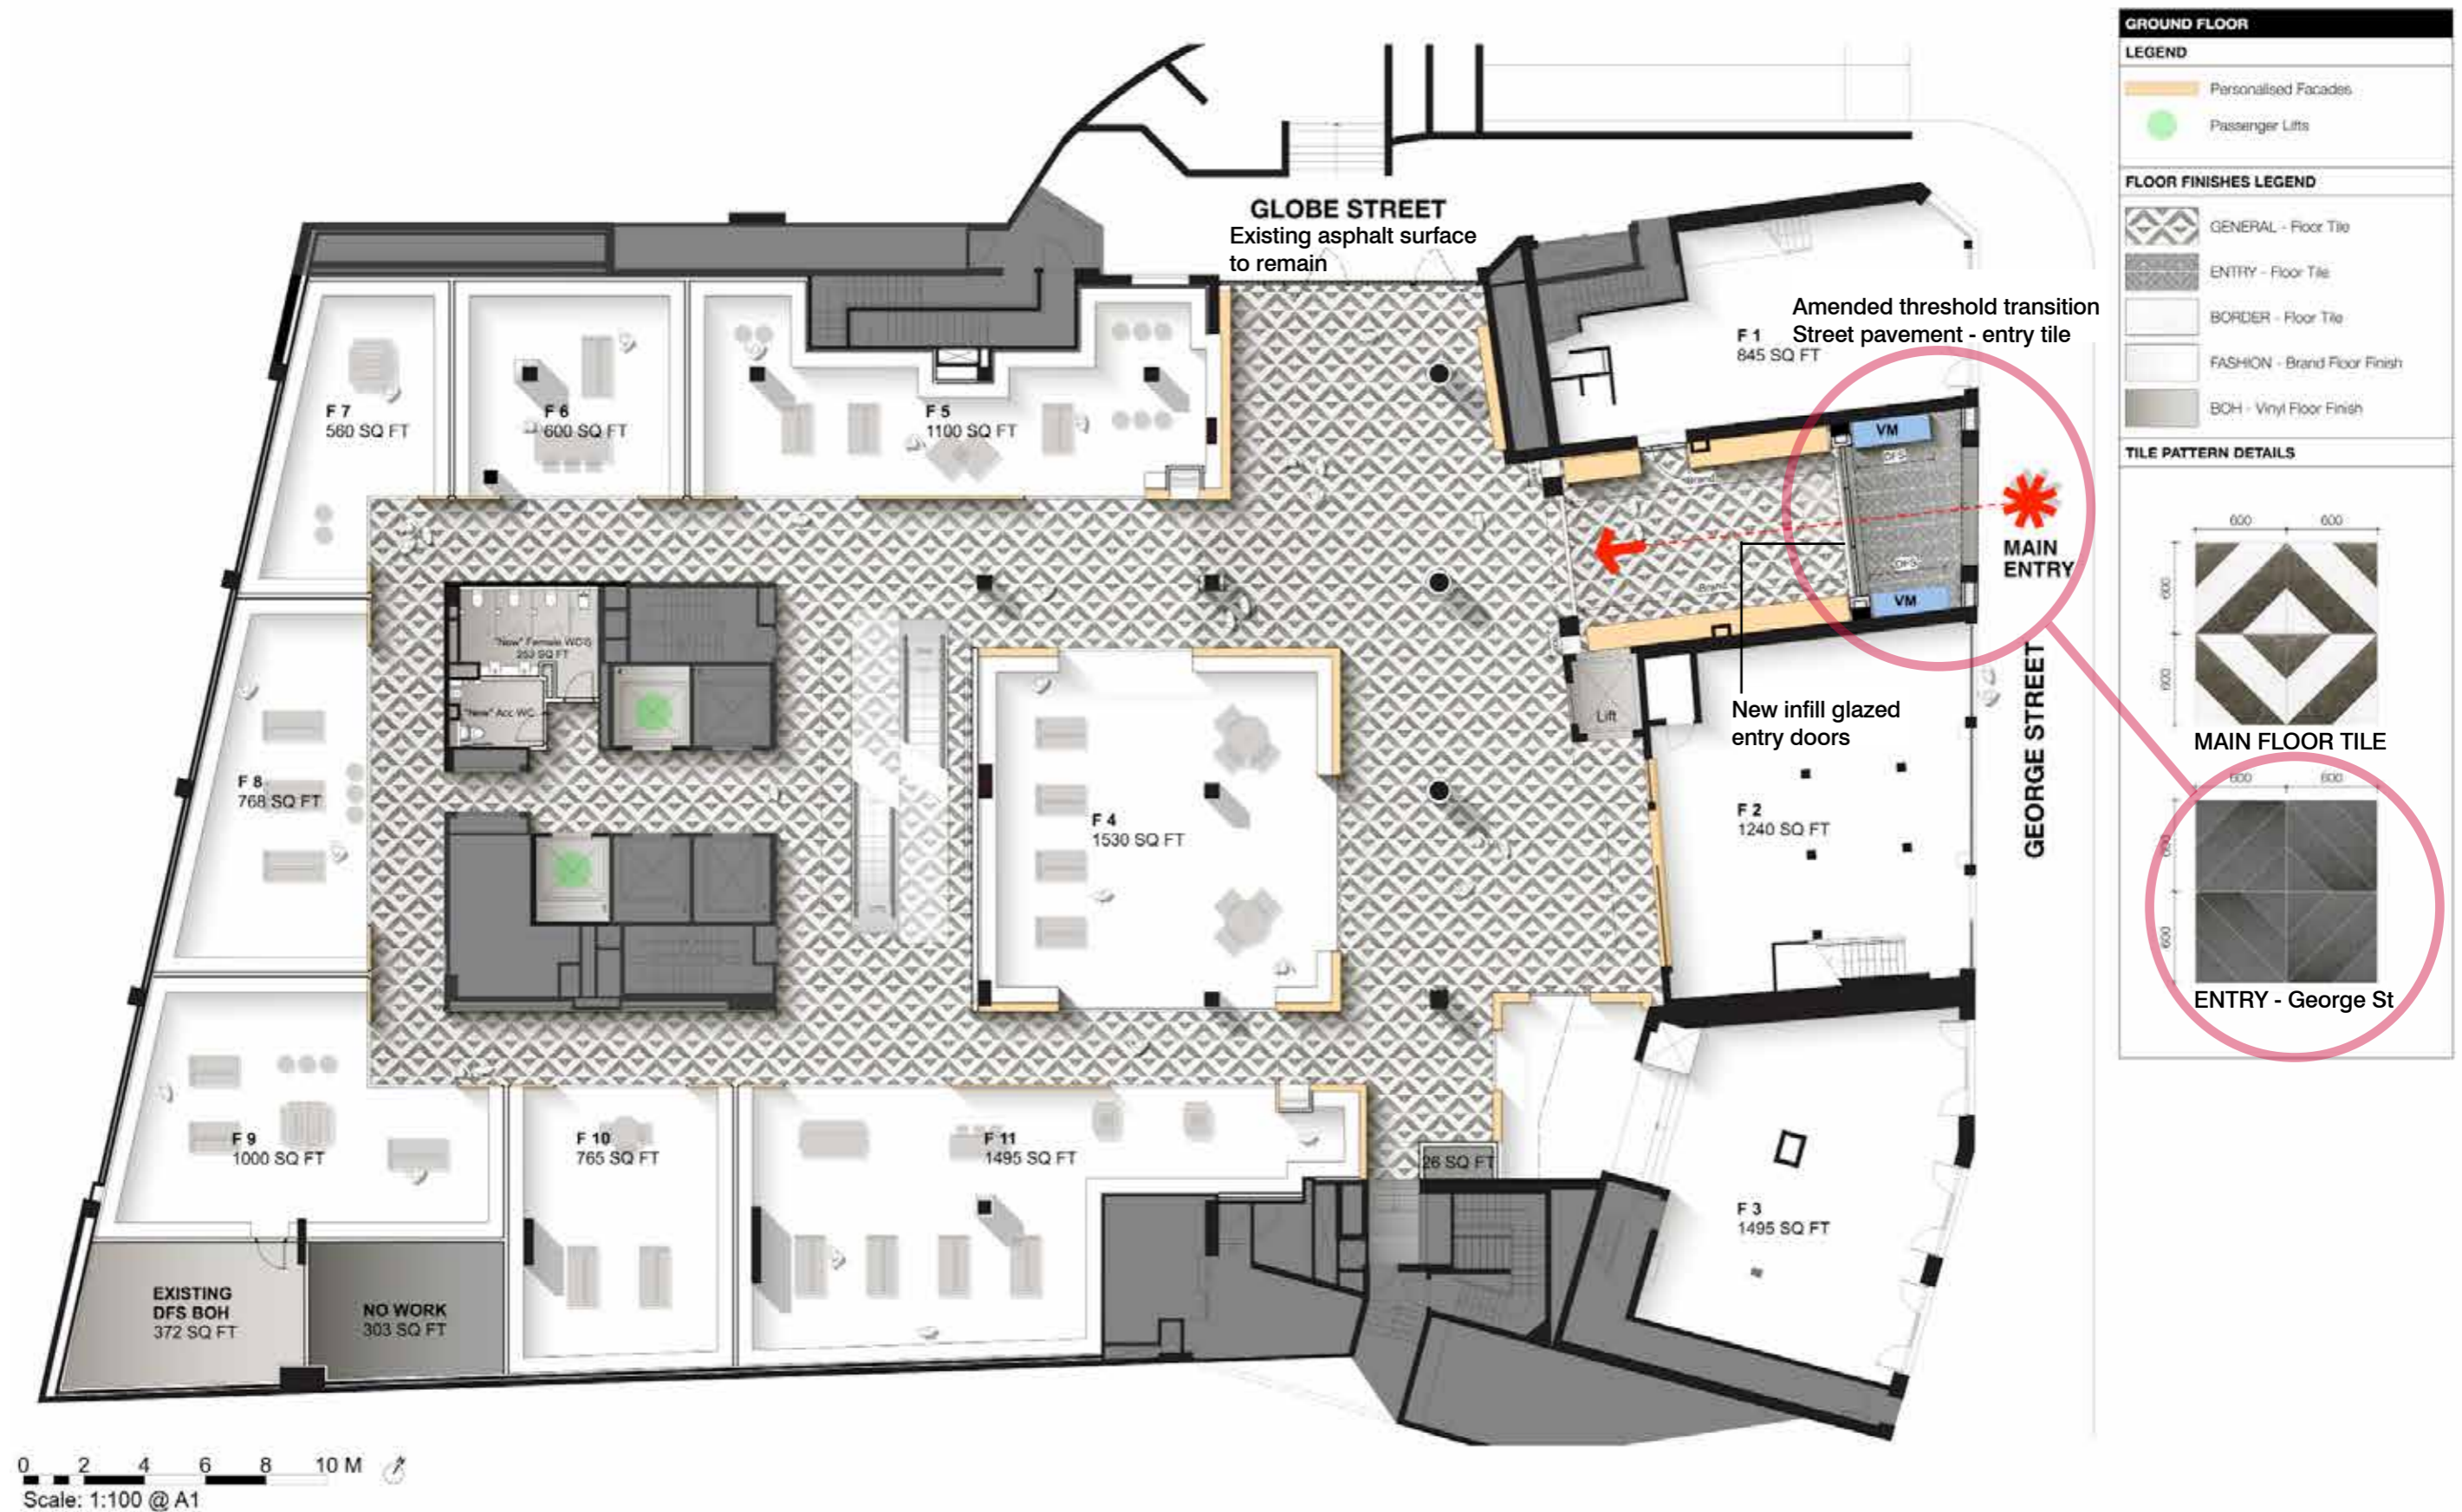 GLOBE STREET
Existing asphalt surface
to remain
Amended threshold transition
Street pavement - entry tile
F 1
845 SQ FT
F 7
560 SQ FT
F 6
600 SQ FT
F 5
1100 SQ FT
VM
DFS
Brand
Brand
DFS
VM
MAIN
ENTRY
"New" Female WC'S
253 SQ FT
"New" Acc WC
Lift
New infill glazed
entry doors
GEORGE STREET
F 8
768 SQ FT
F 4
1530 SQ FT
F 2
1240 SQ FT
F 9
1000 SQ FT
F 10
765 SQ FT
F 11
1495 SQ FT
26 SQ FT
F 3
1495 SQ FT
EXISTING
DFS BOH
372 SQ FT
NO WORK
303 SQ FT
0 2 4 6 8 10 M
Scale: 1:100 @ A1
GROUND FLOOR
LEGEND
Personalised Facades
Passenger Lifts
FLOOR FINISHES LEGEND
GENERAL - Floor Tile
ENTRY - Floor Tile
BORDER - Floor Tile
FASHION - Brand Floor Finish
BOH - Vinyl Floor Finish
TILE PATTERN DETAILS
600 600
600
600
MAIN FLOOR TILE
600 600
600
600
ENTRY - George St